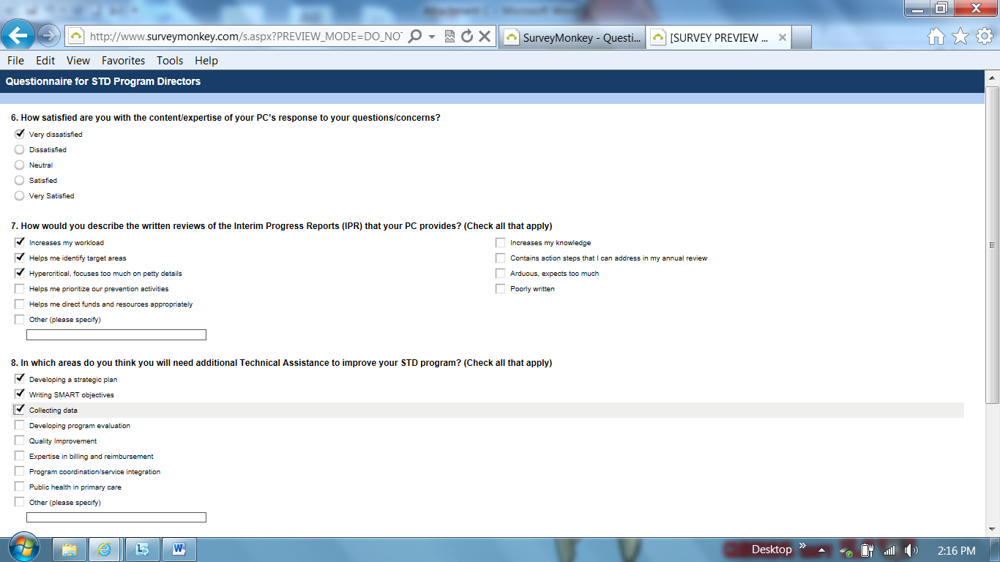 http://www.surveymonkey.com/s.aspx?PREVIEW_MODE=DO_NOT
SurveyMonkey - Questi...
[SURVEY PREVIEW ...
File Edit View Favorites Tools Help
Questionnaire for STD Program Directors
6. How satisfied are you with the content/expertise of your PC's response to your questions/concerns?
Very dissatisfied
Dissatisfied
Neutral
Satisfied
Very Satisfied
7. How would you describe the written reviews of the Interim Progress Reports (IPR) that your PC provides? (Check all that apply)
Increases my workload
Increases my knowledge
Helps me identify target areas
Contains action steps that I can address in my annual review
Hypercritical, focuses too much on petty details
Arduous, expects too much
Helps me prioritize our prevention activities
Poorly written
Helps me direct funds and resources appropriately
Other (please specify)
8. In which areas do you think you will need additional Technical Assistance to improve your STD program? (Check all that apply)
Developing a strategic plan
Writing SMART objectives
Collecting data
Developing program evaluation
Quality Improvement
Expertise in billing and reimbursement
Program coordination/service integration
Public health in primary care
Other (please specify)
Desktop
2:16 PM